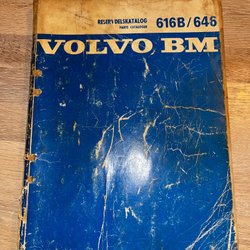 RESERVDELSKATALOG 616B/646
PARTS CATALOGUE
VOLVO BM